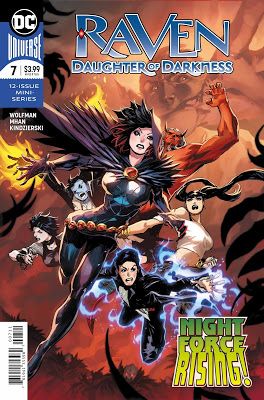 DC
UNIVERSE
7
$3.99
12-ISSUE
MINI-
SERIES
WOLFMAN
MHAN
KINDZIERSKI
RAVEN
DAUGHTER OF DARKNESS
NIGHT
FORCE
RISING!